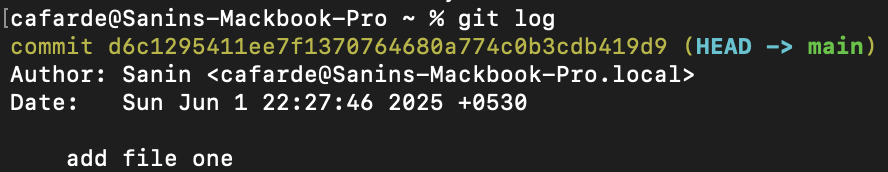 [cafarde@Sanins-Mackbook-Pro ~ % git log
commit d6c1295411ee7f1370764680a774c0b3cdb419d9 (HEAD -> main)
Author: Sanin <cafarde@Sanins-Mackbook-Pro.local>
Date:   Sun Jun 1 22:27:46 2025 +0530
add file one